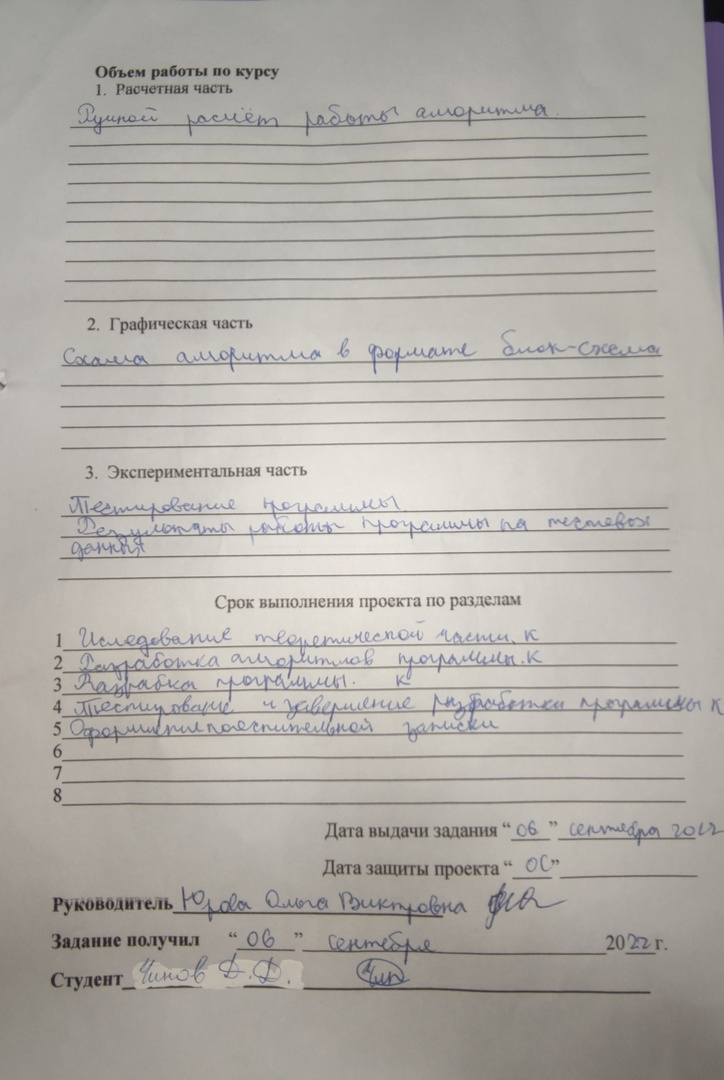 Объем работы по курсу
1. Расчетная часть
Ручной расчёт работы алгоритма.
2. Графическая часть
Схама алгоритма в формате блок-схема
3. Экспериментальная часть
Тестирование программы
Результаты работы программы на тестовых
данных
Срок выполнения проекта по разделам
1 Иследование теоретической части. к
2 Разработка алгоритмов программы. к
3 Разрабка программы. к
4 Тестирование и завершение разработки программы к
5 Оформление записки
6
7
8
Дата выдачи задания “ 06 ” сентября 2022
Дата защиты проекта “ ”
Руководитель Юрова Ольга Викторовна
Задание получил “ 06 ” сентября 2022 г.
Студент Чинов Д.Д.